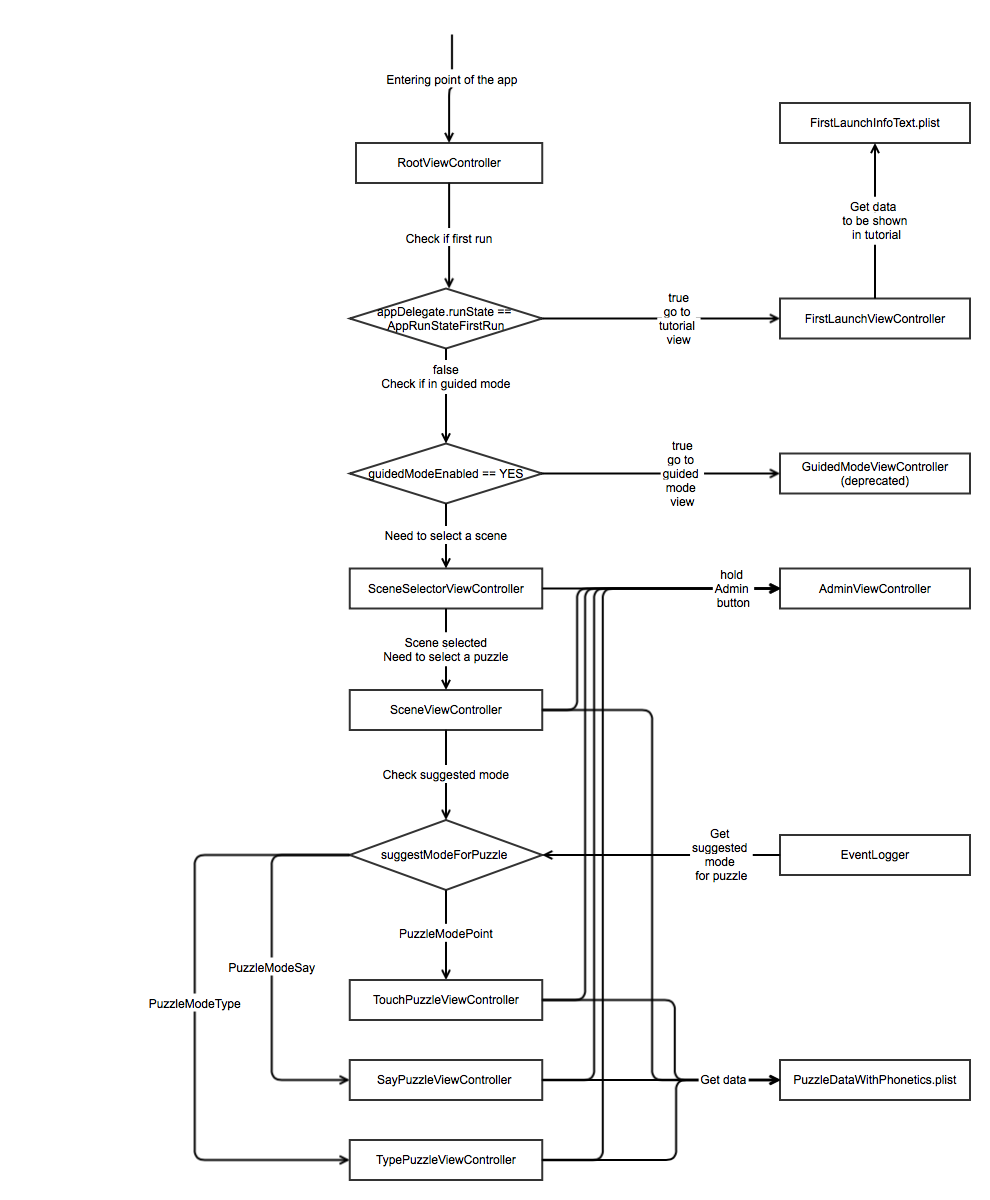 Entering point of the app
FirstLaunchInfoText.plist
RootViewController
Get data
to be shown
in tutorial
Check if first run
appDelegate.runState ==
AppRunStateFirstRun
true
go to
tutorial
view
FirstLaunchViewController
false
Check if in guided mode
guidedModeEnabled == YES
true
go to
guided
mode
view
GuidedModeViewController
(deprecated)
Need to select a scene
SceneSelectorViewController
hold
Admin
button
AdminViewController
Scene selected
Need to select a puzzle
SceneViewController
Check suggested mode
suggestModeForPuzzle
Get
suggested
mode
for puzzle
EventLogger
PuzzleModePoint
PuzzleModeSay
PuzzleModeType
TouchPuzzleViewController
SayPuzzleViewController
Get data
PuzzleDataWithPhonetics.plist
TypePuzzleViewController